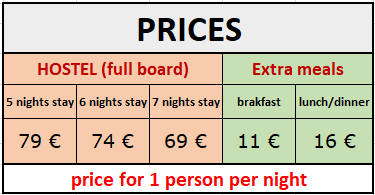 PRICES
HOSTEL (full board) Extra meals
5 nights stay 6 nights stay 7 nights stay brakfast lunch/dinner
79 € 74 € 69 € 11 € 16 €
price for 1 person per night